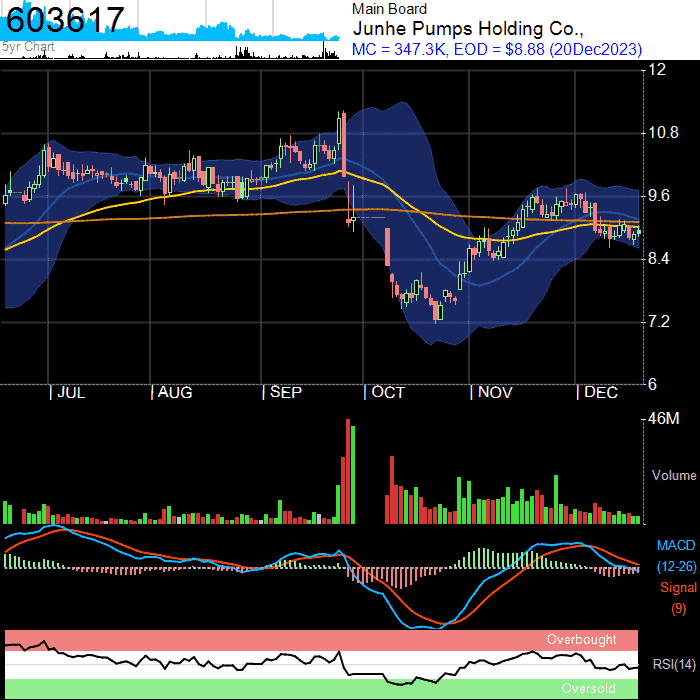 603617
5yr Chart
Main Board
Junhe Pumps Holding Co.,
MC = 347.3K, EOD = $8.88 (20Dec2023)
12
10.8
9.6
8.4
7.2
6
| JUL | AUG | SEP | OCT | NOV | DEC
46M
Volume
MACD
(12-26)
Signal
(9)
Overbought
RSI(14)
Oversold